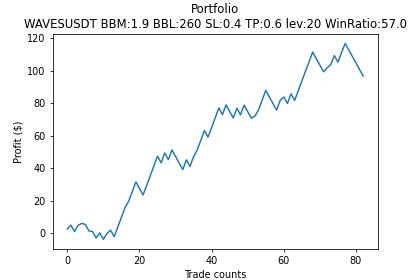 Portfolio
WAVESUSDT BBM:1.9 BBL:260 SL:0.4 TP:0.6 lev:20 WinRatio:57.0
120
100
80
60
40
20
0
Profit ($)
0 20 40 60 80
Trade counts